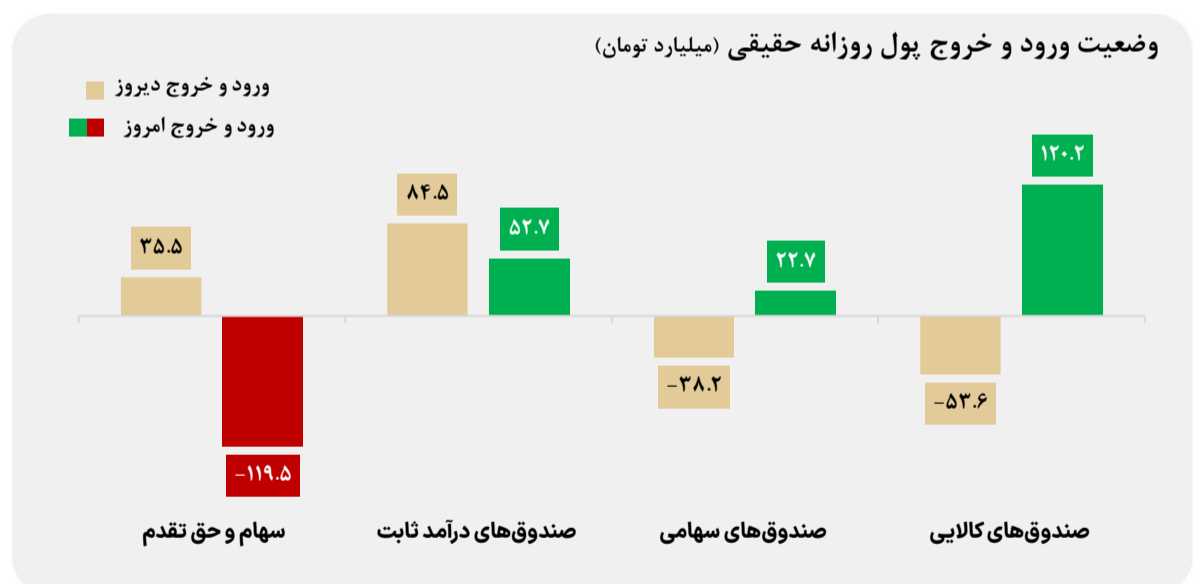 وضعیت ورود و خروج پول روزانه حقیقی (میلیارد تومان)
ورود و خروج دیروز
ورود و خروج امروز
۱۲۰.۲
۸۴.۵
۵۲.۷
۳۵.۵
۲۲.۷
-۳۸.۲
-۵۳.۶
-۱۱۹.۵
صندوق‌های کالایی
صندوق‌های سهامی
صندوق‌های درآمد ثابت
سهام و حق تقدم